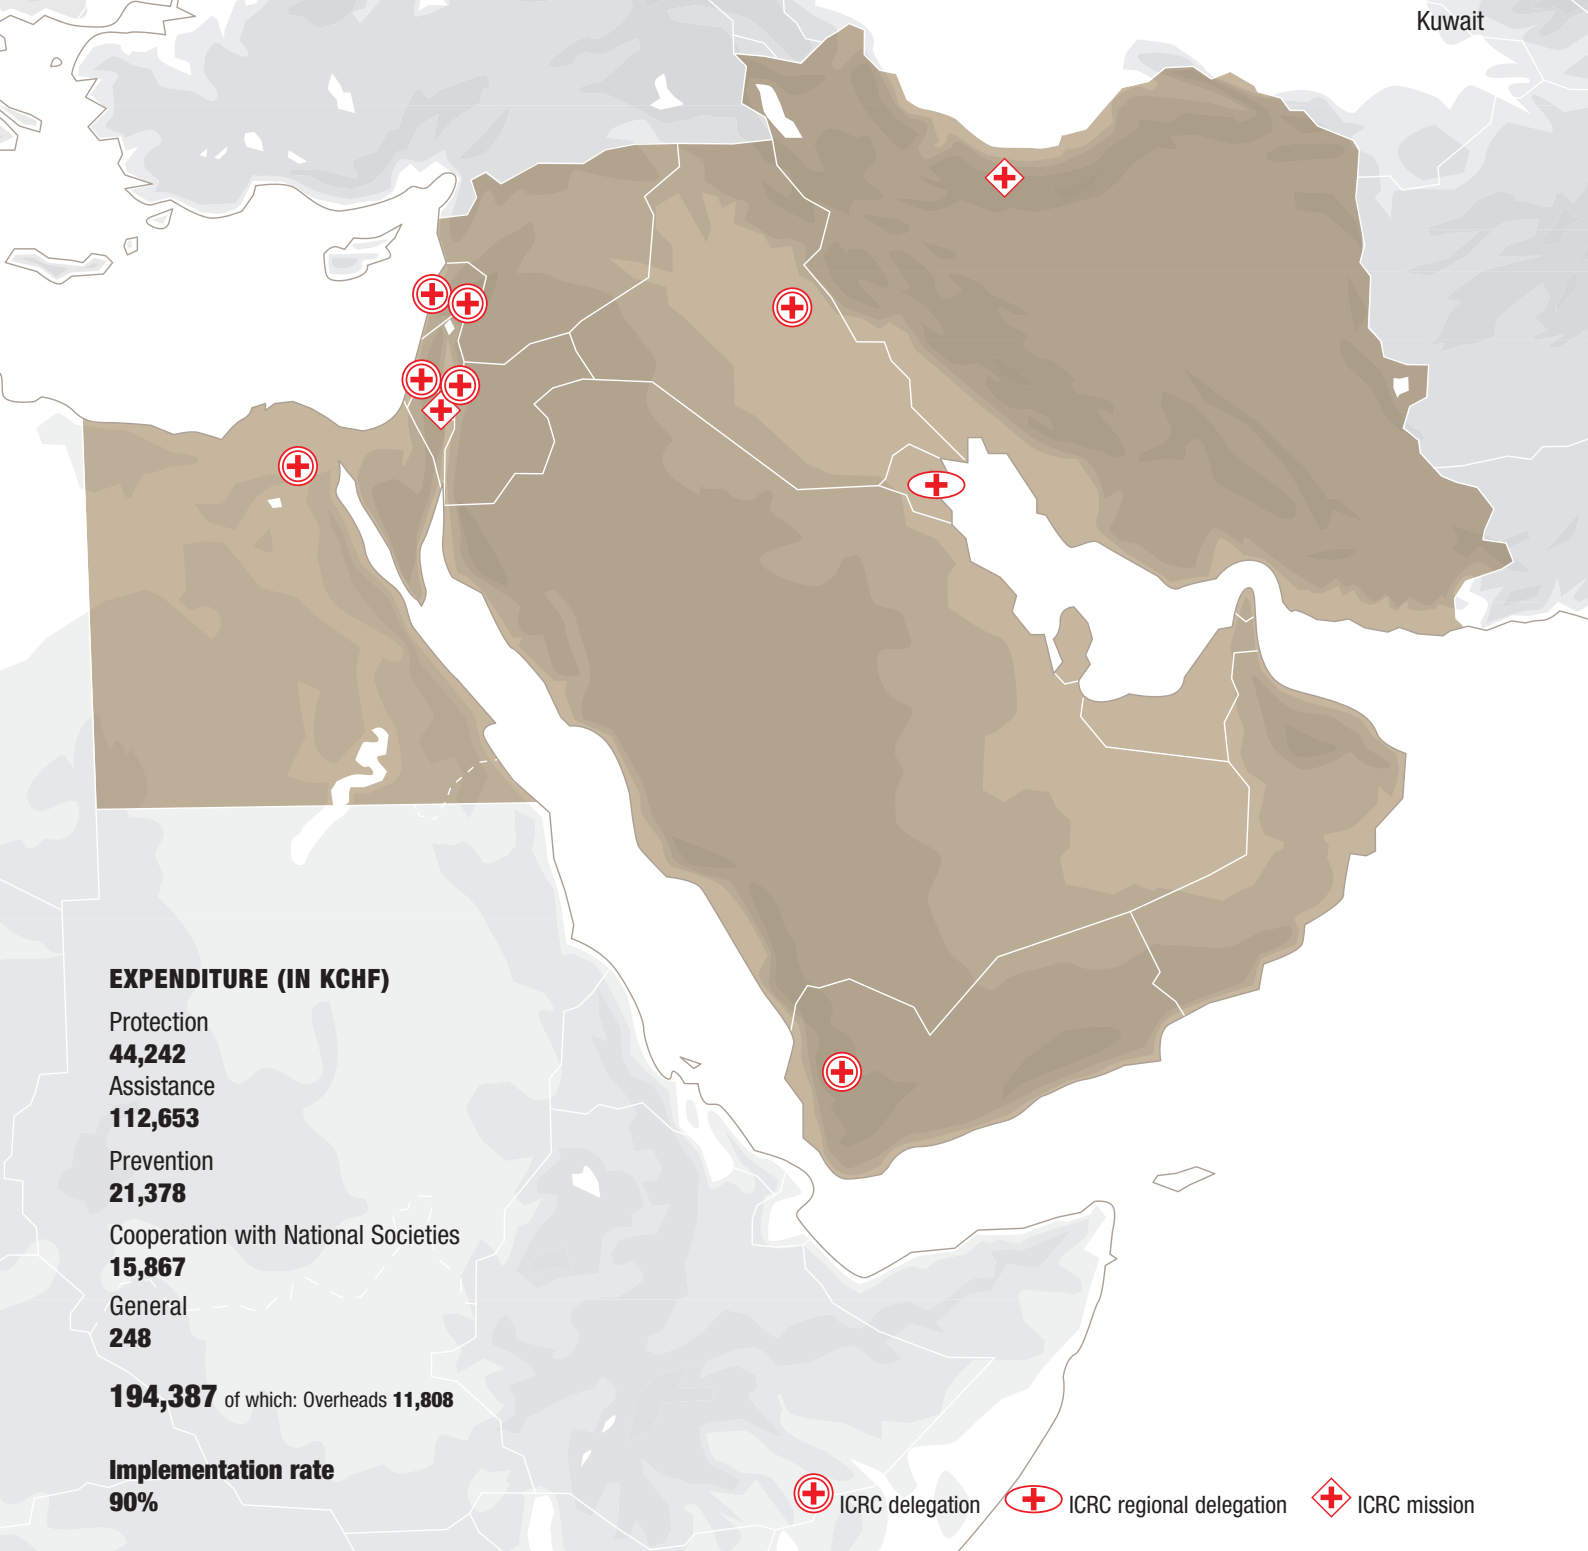 Kuwait
EXPENDITURE (IN KCHF)
Protection
44,242
Assistance
112,653
Prevention
21,378
Cooperation with National Societies
15,867
General
248
194,387 of which: Overheads 11,808
Implementation rate
90%
ICRC delegation ICRC regional delegation ICRC mission